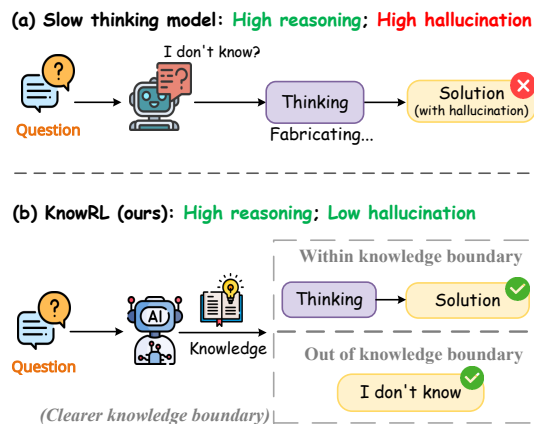 (a) Slow thinking model: High reasoning; High hallucination
I don't know?
Question
Thinking
Fabricating...
Solution
(with hallucination)
(b) KnowRL (ours): High reasoning; Low hallucination
Question
AI
Knowledge
Within knowledge boundary
Thinking
Solution
Out of knowledge boundary
I don't know
(Clearer knowledge boundary)